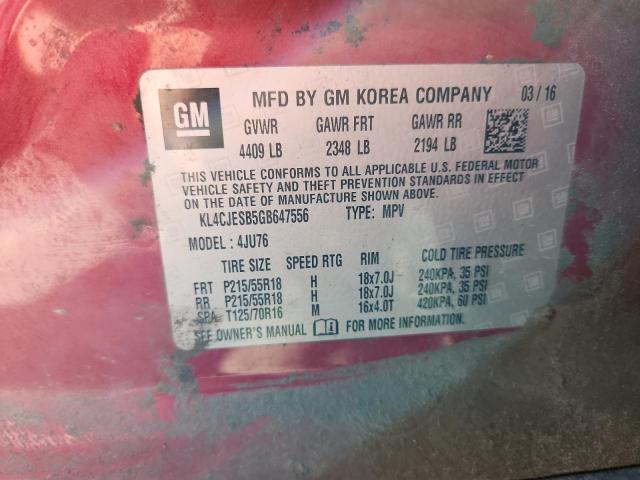 GM MFD BY GM KOREA COMPANY 03/16
GVWR GAWR FRT GAWR RR
4409 LB 2348 LB 2194 LB
THIS VEHICLE CONFORMS TO ALL APPLICABLE U.S. FEDERAL MOTOR
VEHICLE SAFETY AND THEFT PREVENTION STANDARDS IN EFFECT
ON THE DATE OF MANUFACTURE SHOWN ABOVE.
KL4CJESB5GB647556 TYPE: MPV
MODEL: 4JU76
TIRE SIZE SPEED RTG RIM COLD TIRE PRESSURE
FRT P215/55R18 H 18x7.0J 240KPA, 35 PSI
RR P215/55R18 H 18x7.0J 240KPA, 35 PSI
SPA T125/70R16 M 16x4.0T 420KPA, 60 PSI
SEE OWNER'S MANUAL FOR MORE INFORMATION.